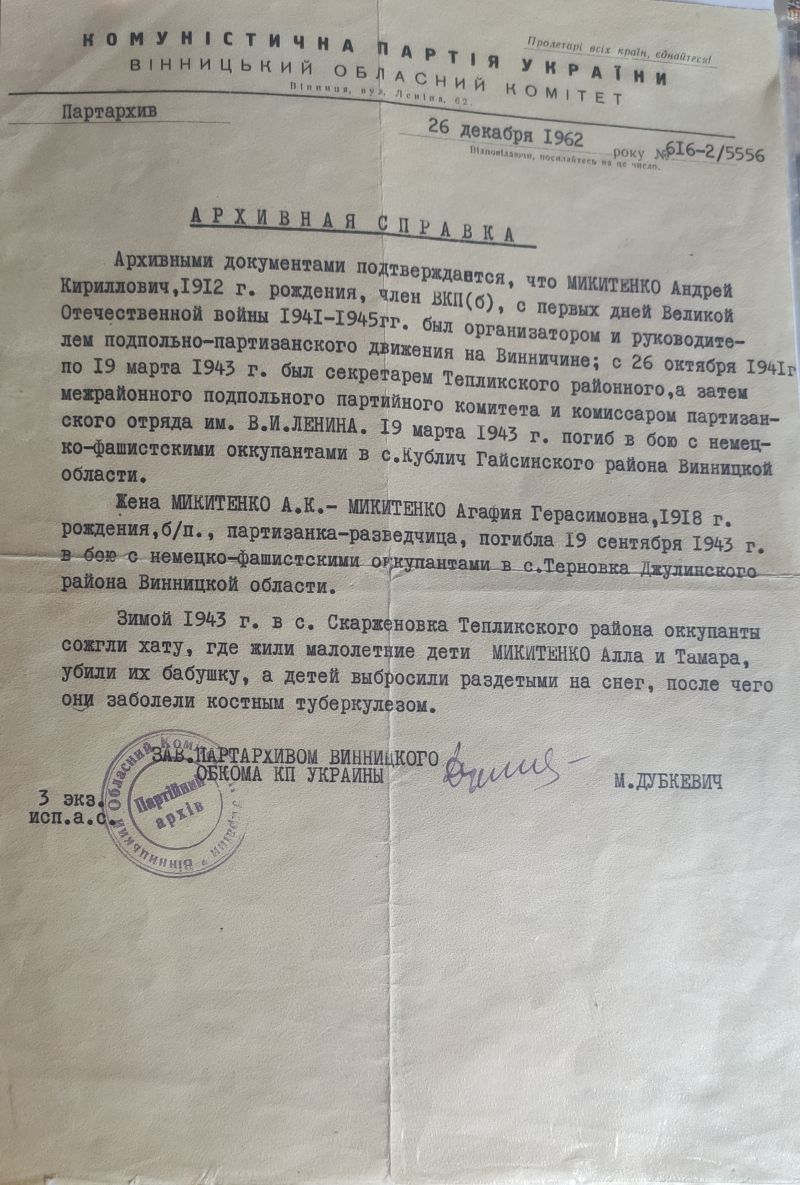 Пролетарі всіх країн, єднайтеся!
КОМУНІСТИЧНА ПАРТІЯ УКРАЇНИ
ВІННИЦЬКИЙ ОБЛАСНИЙ КОМІТЕТ
Вінниця, вул. Леніна, 62.
Партархив
26 декабря 1962 року № 616-2/5556
Відповідаючи, посилайтесь на це число.
АРХИВНАЯ СПРАВКА
Архивными документами подтверждается, что МИКИТЕНКО Андрей
Кириллович,1912 г. рождения, член ВКП(б), с первых дней Великой
Отечественной войны 1941-1945гг. был организатором и руководите-
лем подпольно-партизанского движения на Винничине; с 26 октября 1941г
по 19 марта 1943 г. был секретарем Тепликского районного,а затем
межрайонного подпольного партийного комитета и комиссаром партизан-
ского отряда им. В.И.ЛЕНИНА. 19 марта 1943 г. погиб в бою с немец-
ко-фашистскими оккупантами в с.Кублич Гайсинского района Винницкой
области.
Жена МИКИТЕНКО А.К.- МИКИТЕНКО Агафия Герасимовна,1918 г.
рождения,б/п., партизанка-разведчица, погибла 19 сентября 1943 г.
в бою с немецко-фашистскими оккупантами в с.Терновка Джулинского
района Винницкой области.
Зимой 1943 г. в с. Скарженовка Тепликского района оккупанты
сожгли хату, где жили малолетние дети МИКИТЕНКО Алла и Тамара,
убили их бабушку, а детей выбросили раздетыми на снег, после чего
они заболели костным туберкулезом.
ЗАВ.ПАРТАРХИВОМ ВИННИЦКОГО
ОБКОМА КП УКРАИНЫ
М.ДУБКЕВИЧ
3 экз.
исп.а.с.
Вінницький Обласний Комітет
України
Партійний
архів